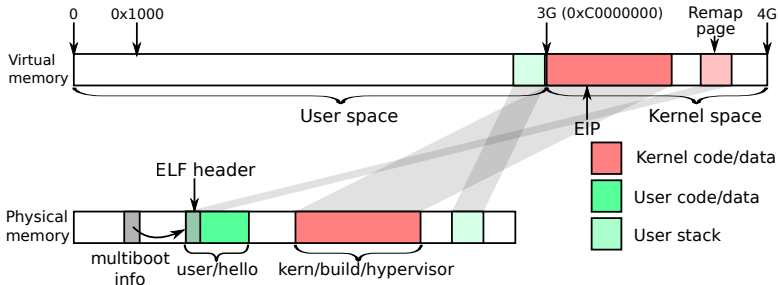 0
0x1000
3G (0xC0000000)
Remap
page
4G
Virtual
memory
User space
EIP
Kernel space
ELF header
Kernel code/data
User code/data
User stack
Physical
memory
multiboot
info
user/hello
kern/build/hypervisor